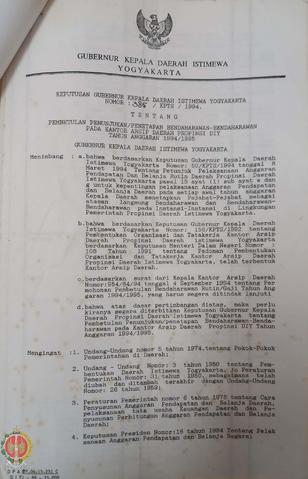 GUBERNUR KEPALA DAERAH ISTIMEWA
YOGYAKARTA
KEPUTUSAN GUBERNUR KEPALA DAERAH ISTIMEWA YOGYAKARTA
NOMOR : / KPTS / 1994.
TENTANG
PEMBETULAN PENUNJUKAN/PENETAPAN BENDAHARAWAN-BENDAHARAWAN
PADA KANTOR ARSIP DAERAH PROPINSI DIY
TAHUN ANGGARAN 1994/1995
GUBERNUR KEPALA DAERAH ISTIMEWA YOGYAKARTA
Menimbang : a. bahwa berdasarkan Keputusan Gubernur Kepala Daerah
Istimewa Yogyakarta Nomor: 50/KPTS/1994 tanggal 8
Maret 1994 Tentang Petunjuk Pelaksanaan Anggaran
Pendapatan Dan Belanja Rutin Daerah Propinsi Daerah
Istimewa Yogyakarta pasal 15 ayat 11 sub a dan
g untuk kepentingan pelaksanaan Anggaran Pendapatan
dan Belanja Daerah pada setiap awal tahun anggaran
Kepala Daerah menetapkan Pejabat-Pejabat dan
atasan langsung Bendaharawan dan Bendaharawan-
Bendaharawan pada Instansi-Instansi di Lingkungan
Pemerintah Propinsi Daerah Istimewa Yogyakarta.
b. bahwa berdasarkan Keputusan Gubernur Kepala Daerah
Istimewa Yogyakarta Nomor: /KPTS/1992 tentang
Pembentukan Organisasi dan Tatakerja Kantor Arsip
Daerah Propinsi Daerah istimewa Yogyakarta
berdasarkan Keputusan Menteri Dalam Negeri Nomor :
108 Tahun Tentang Pedoman Pembentukan
Organisasi dan Tatakerja Kantor Arsip Daerah
Propinsi Daerah Istimewa Yogyakarta, telah terbentuk
Kantor Arsip Daerah.
c. berdasarkan surat dari Kepala Kantor Arsip Daerah
Nomor: 954/84/94 tanggal 4 September 1994 tentang Per
mohonan Pembetulan Bendaharawan Rutin/Gaji Tahun Ang
garan 1994/1995, yang harus segera ditindak lanjuti
d. bahwa atas dasar pertimbangan diatas, maka perlu
kiranya segera diterbitkan Keputusan Gubernur Kepala
Daerah Propinsi Daerah Istimewa Yogyakarta Tentang
Pembetulan Penunjukan/Penetapan Bendaharawan-Benda-
harawan pada Kantor Arsip Daerah Propinsi DIY Tahun
Anggaran 1994/1995.
Mengingat : 1. Undang-Undang nomor 5 tahun 1974, tentang Pokok-Pokok
Pemerintahan di Daerah;
2. Undang - Undang Nomor 3 tahun 1950 tentang Pem-
bentukan Daerah Istimewa Yogyakarta, Jo Peraturan
Pemerintah Nomor: 31 tahun 1950, sebagaimana telah
diubah dan ditambah terakhir dengan Undang-Undang
Nomor: 26 tahun 1959;
3. Peraturan Pemerintah nomor 6 tahun 1975 tentang Cara
Penyusunan Anggaran Pendapatan dan Belanja Daerah,
pelaksanaan tata usaha Keuangan Daerah dan Pe-
nyusunan Perhitungan Anggaran Pendapatan dan Belanja
Daerah;
4. Keputusan Presiden Nomor: 16 tahun 1994 Tentang Pelak
sanaan Anggaran Pendapatan dan Belanja Negara;